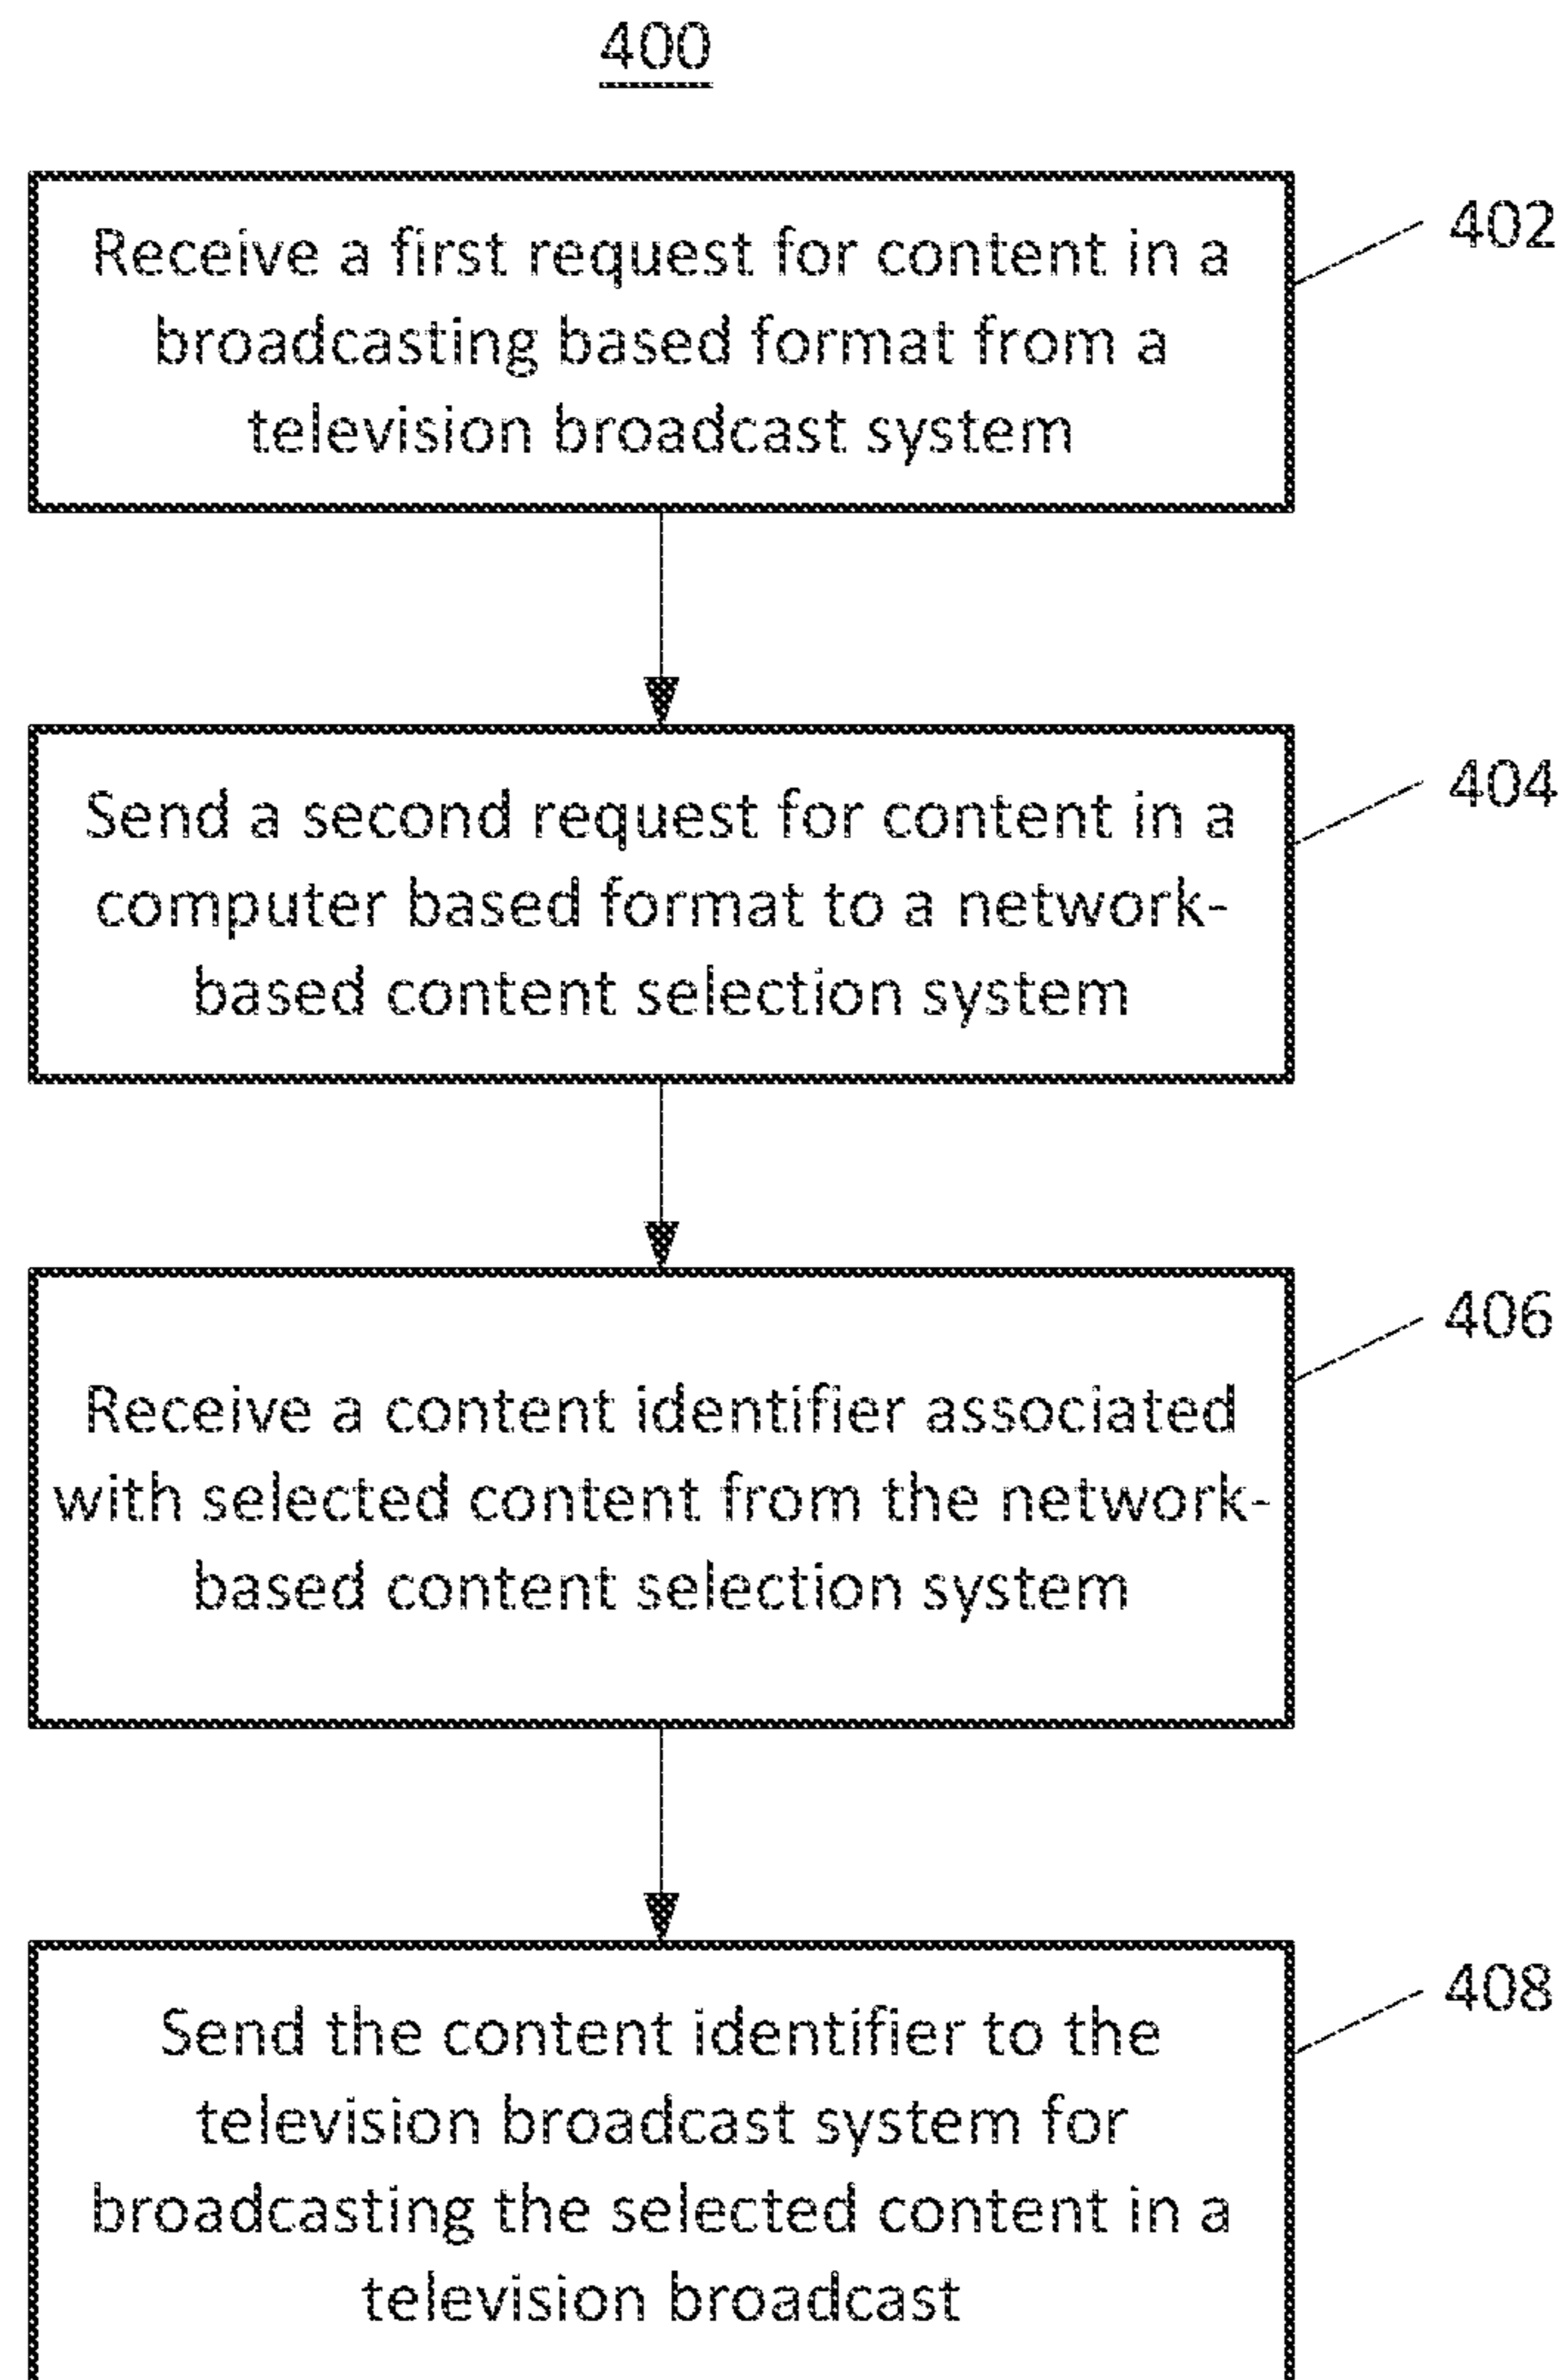 400
Receive a first request for content in a
broadcasting based format from a
television broadcast system
402
Send a second request for content in a
computer based format to a network-
based content selection system
404
Receive a content identifier associated
with selected content from the network-
based content selection system
406
Send the content identifier to the
television broadcast system for
broadcasting the selected content in a
television broadcast
408